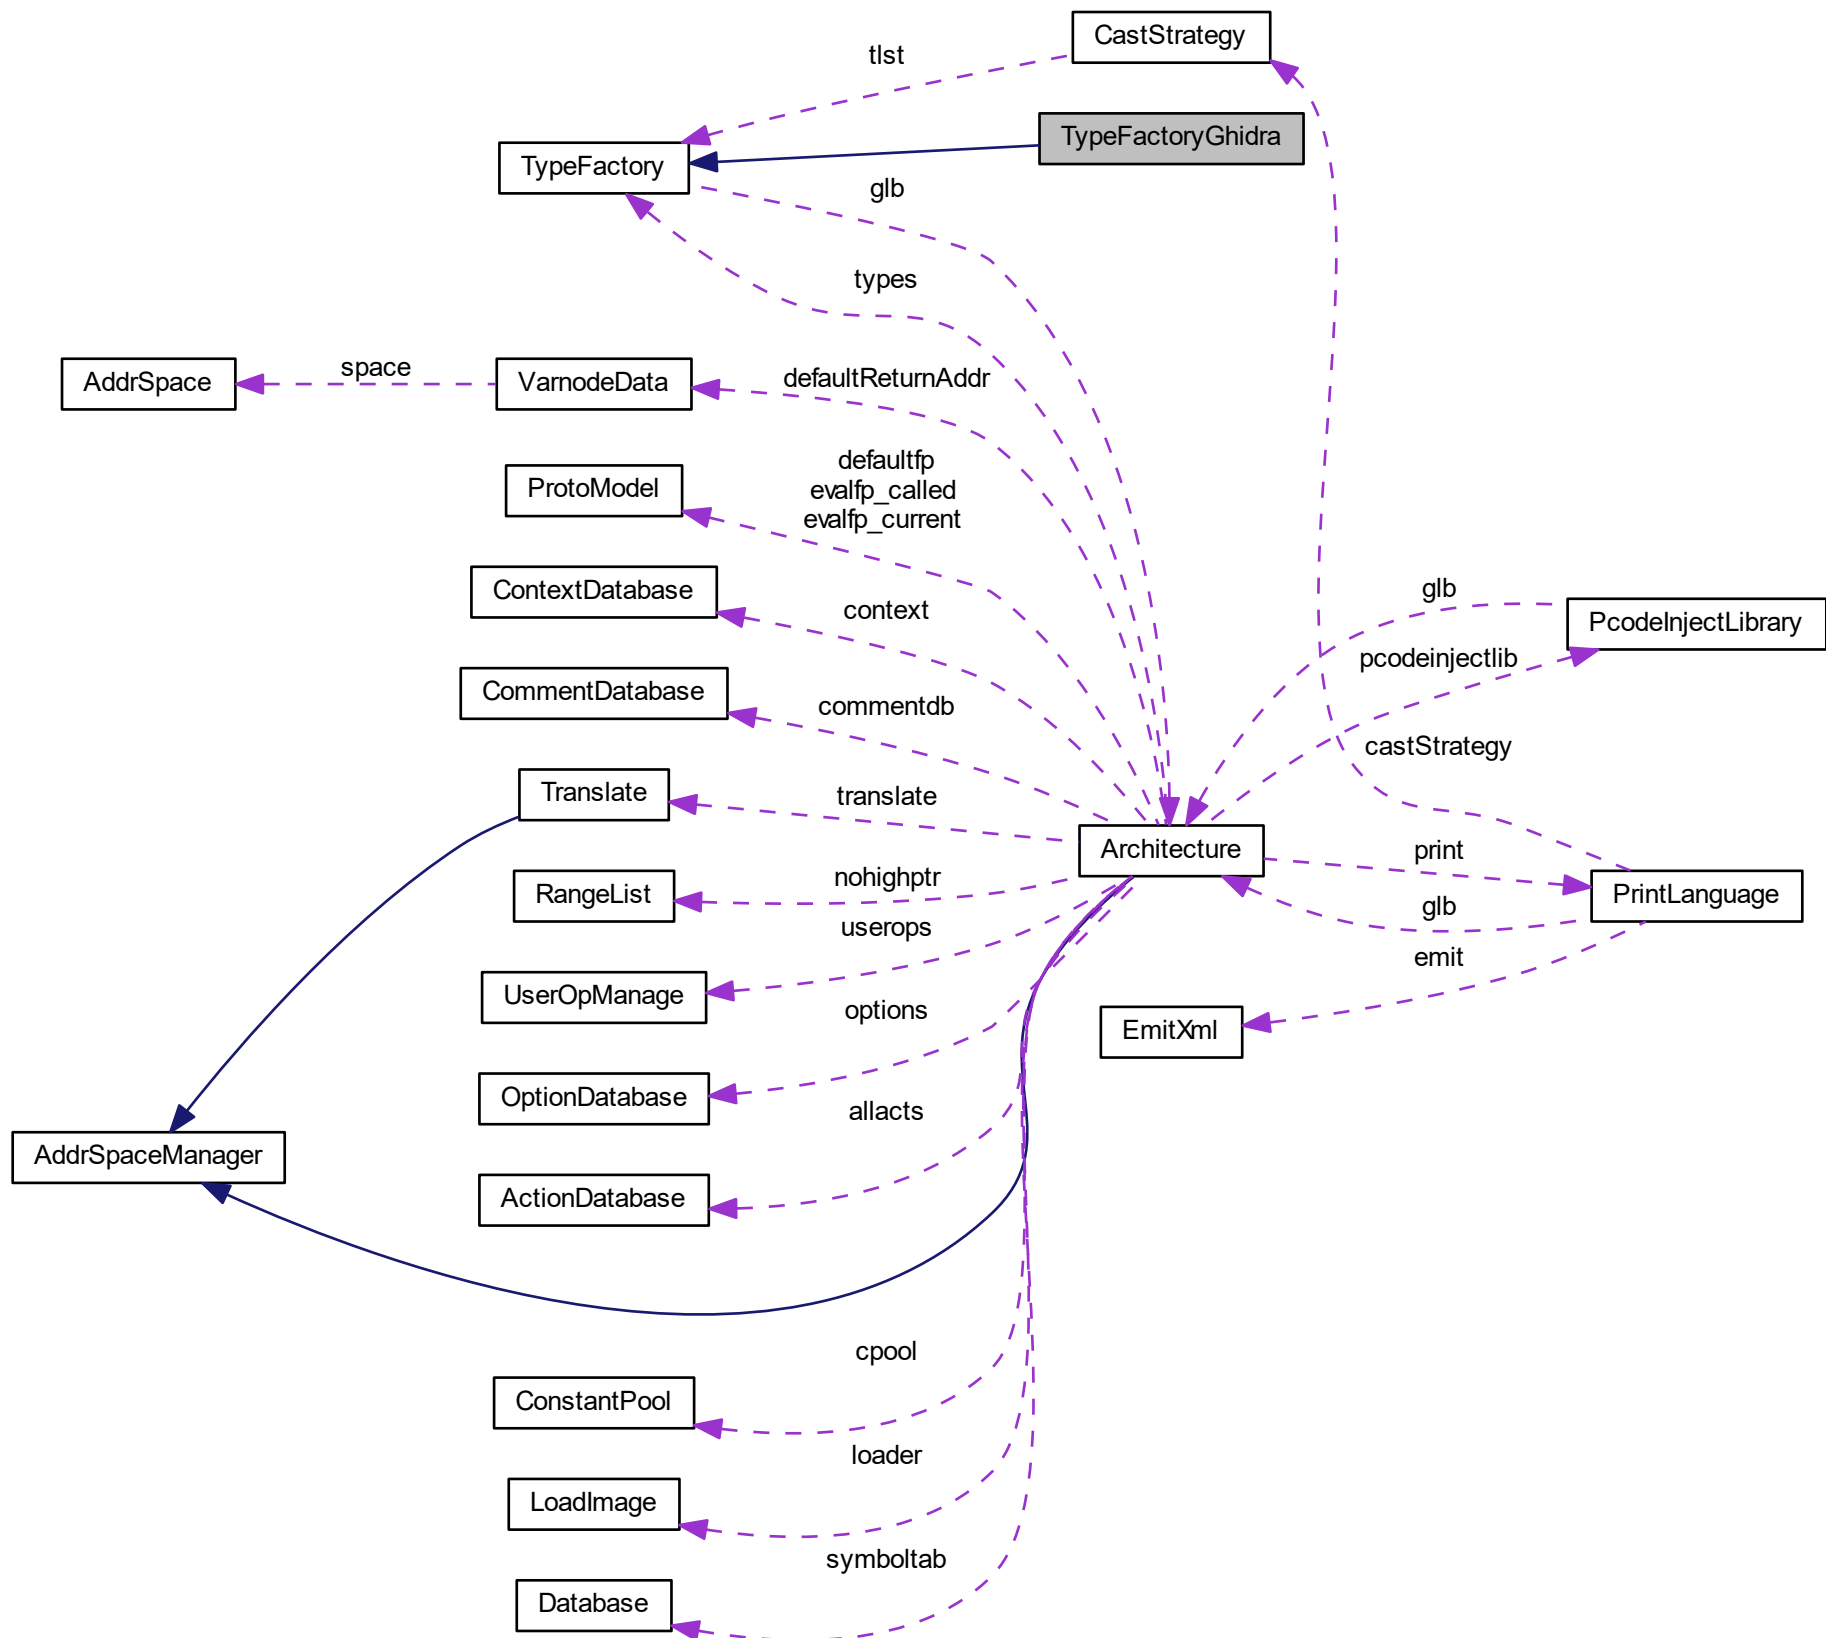 CastStrategy
tlst
TypeFactoryGhidra
TypeFactory
glb
types
AddrSpace
space
VarnodeData
defaultReturnAddr
defaultfp
evalfp_called
evalfp_current
ProtoModel
ContextDatabase
context
glb
PcodeInjectLibrary
pcodeinjectlib
CommentDatabase
commentdb
castStrategy
Translate
translate
Architecture
print
RangeList
nohighptr
PrintLanguage
glb
userops
emit
UserOpManage
options
EmitXml
OptionDatabase
allacts
AddrSpaceManager
ActionDatabase
cpool
ConstantPool
loader
LoadImage
symboltab
Database